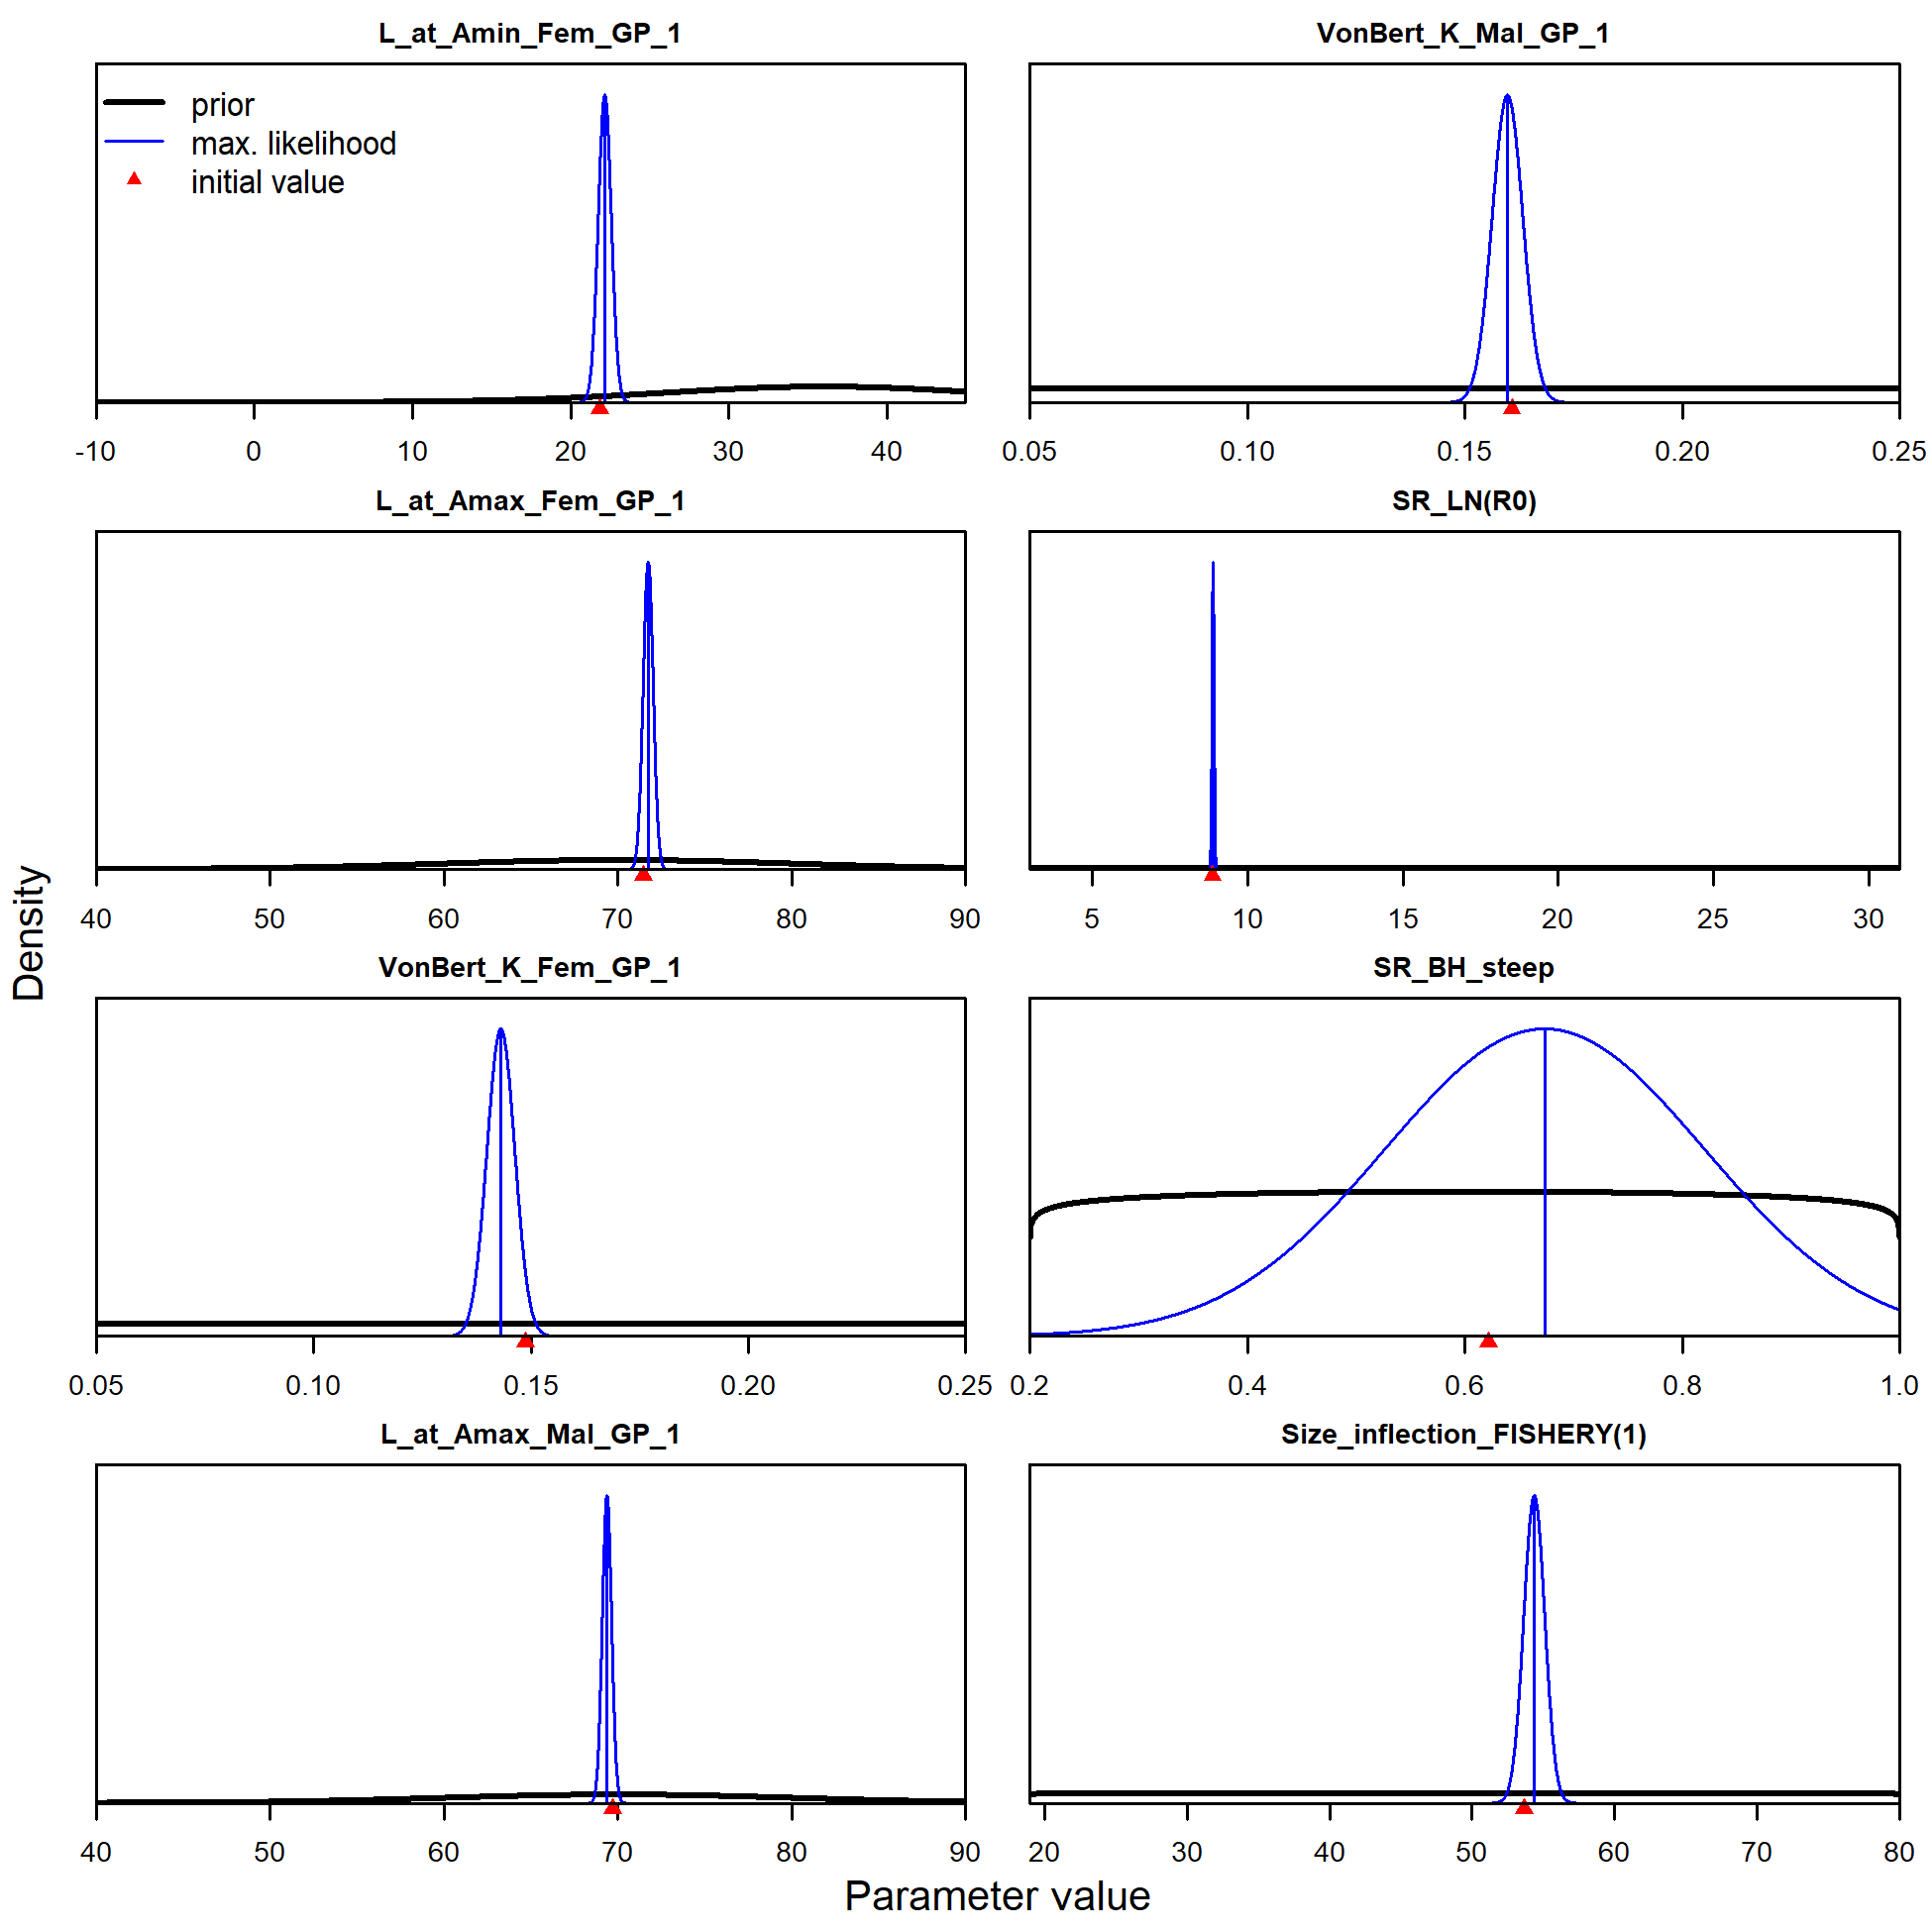 L_at_Amin_Fem_GP_1
prior
max. likelihood
initial value
-10 0 10 20 30 40
VonBert_K_Mal_GP_1
0.05 0.10 0.15 0.20 0.25
L_at_Amax_Fem_GP_1
40 50 60 70 80 90
SR_LN(R0)
5 10 15 20 25 30
VonBert_K_Fem_GP_1
0.05 0.10 0.15 0.20 0.25
SR_BH_steep
0.2 0.4 0.6 0.8 1.0
L_at_Amax_Mal_GP_1
40 50 60 70 80 90
Size_inflection_FISHERY(1)
20 30 40 50 60 70 80
Density
Parameter value